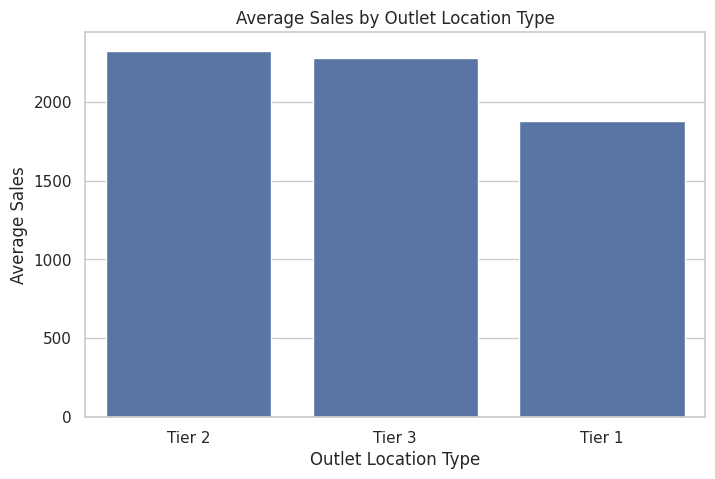 Average Sales by Outlet Location Type
Average Sales
2000
1500
1000
500
0
Tier 2
Tier 3
Tier 1
Outlet Location Type